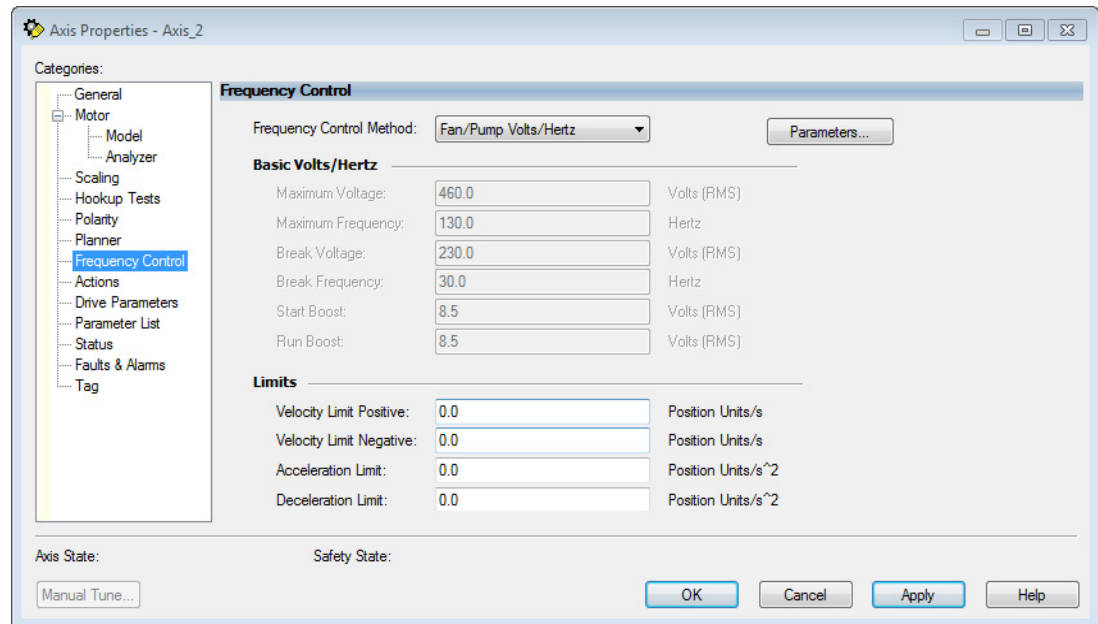 Axis Properties - Axis_2
Categories:
General
Motor
Model
Analyzer
Scaling
Hookup Tests
Polarity
Planner
Frequency Control
Actions
Drive Parameters
Parameter List
Status
Faults & Alarms
Tag
Frequency Control
Frequency Control Method: Fan/Pump Volts/Hertz Parameters...
Basic Volts/Hertz
Maximum Voltage: 460.0 Volts (RMS)
Maximum Frequency: 130.0 Hertz
Break Voltage: 230.0 Volts (RMS)
Break Frequency: 30.0 Hertz
Start Boost: 8.5 Volts (RMS)
Run Boost: 8.5 Volts (RMS)
Limits
Velocity Limit Positive: 0.0 Position Units/s
Velocity Limit Negative: 0.0 Position Units/s
Acceleration Limit: 0.0 Position Units/s^2
Deceleration Limit: 0.0 Position Units/s^2
Axis State: Safety State:
Manual Tune... OK Cancel Apply Help